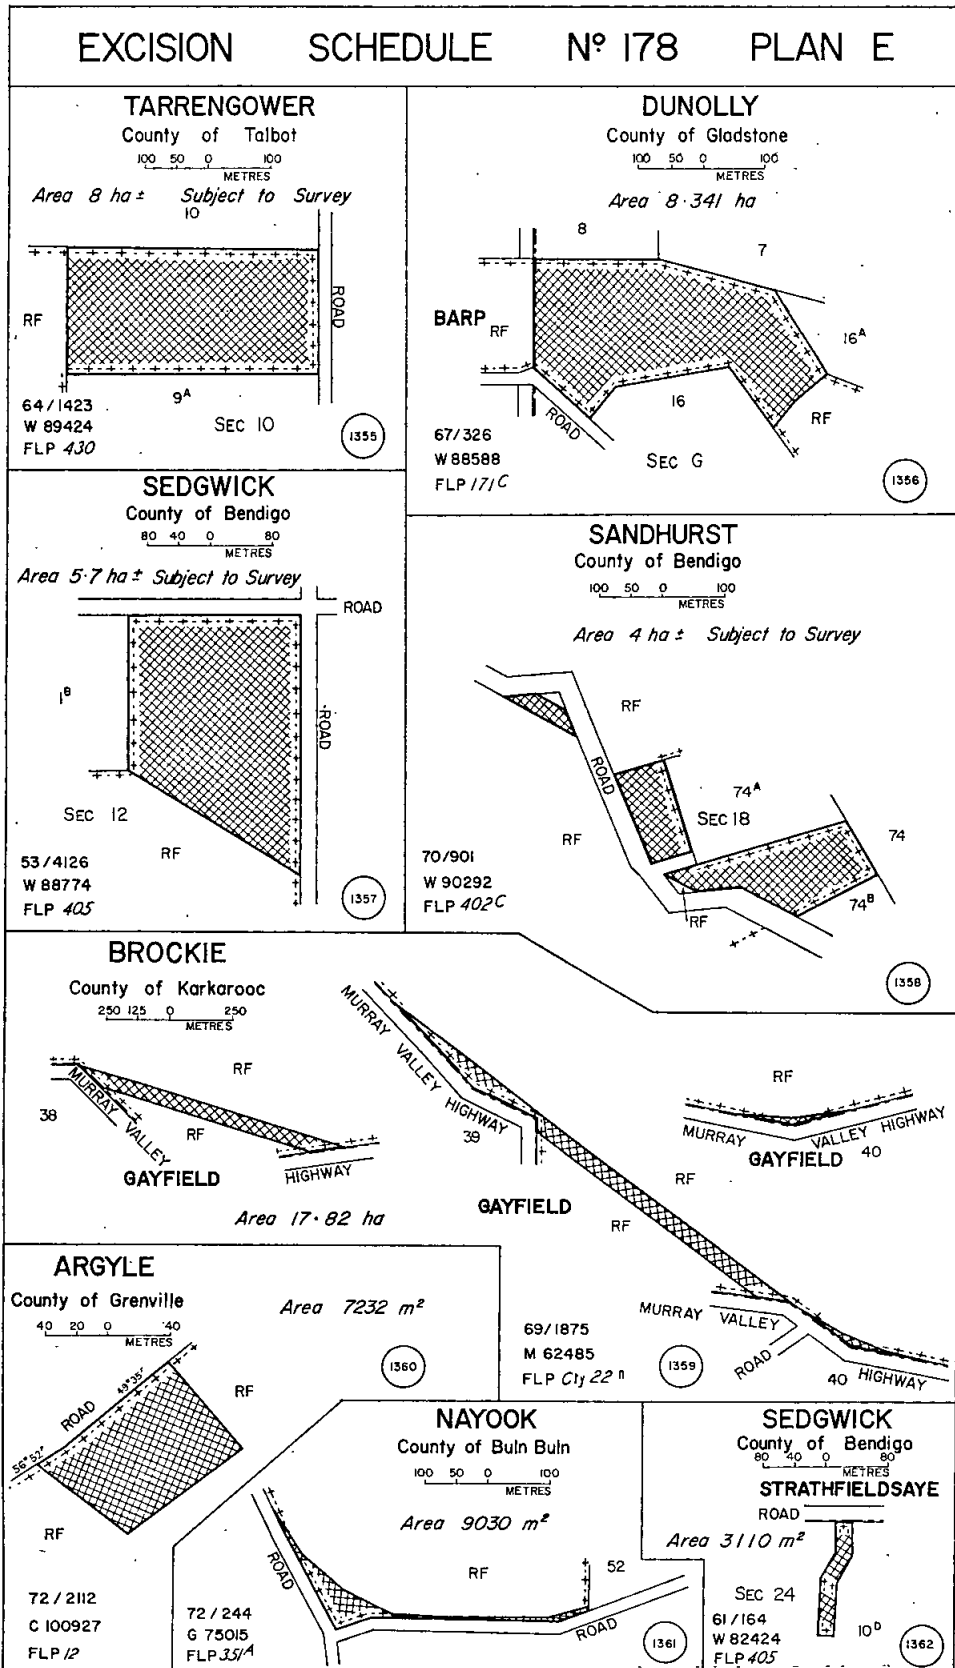 EXCISION SCHEDULE Nº 178 PLAN E
TARRENGOWER
County of Talbot
100 50 0 100
METRES
Area 8 ha ± Subject to Survey
10
RF
ROAD
9A
64/1423
W 89424
FLP 430
SEC 10
1355
DUNOLLY
County of Gladstone
100 50 0 100
METRES
Area 8·341 ha
8
7
BARP
RF
16A
16
RF
ROAD
67/326
W 88588
FLP 171C
SEC G
1356
SEDGWICK
County of Bendigo
80 40 0 80
METRES
Area 5·7 ha ± Subject to Survey
ROAD
1B
ROAD
SEC 12
RF
53/4126
W 88774
FLP 405
1357
SANDHURST
County of Bendigo
100 50 0 100
METRES
Area 4 ha ± Subject to Survey
RF
ROAD
74A
SEC 18
RF
74
74B
RF
70/901
W 90292
FLP 402C
1358
BROCKIE
County of Karkarooc
250 125 0 250
METRES
RF
MURRAY VALLEY
38
RF
GAYFIELD
HIGHWAY
Area 17·82 ha
MURRAY VALLEY HIGHWAY
39
GAYFIELD
RF
RF
RF
MURRAY VALLEY HIGHWAY
GAYFIELD 40
MURRAY VALLEY
ROAD
40 HIGHWAY
69/1875
M 62485
FLP Cty 22
1359
ARGYLE
County of Grenville
40 20 0 40
METRES
Area 7232 m²
1360
49°35'
ROAD
56°52'
RF
RF
72/2112
C 100927
FLP 12
NAYOOK
County of Buln Buln
100 50 0 100
METRES
Area 9030 m²
ROAD
RF
52
ROAD
72/244
G 75015
FLP 351A
1361
SEDGWICK
County of Bendigo
80 40 0 80
METRES
STRATHFIELDSAYE
ROAD
Area 3110 m²
SEC 24
10D
61/164
W 82424
FLP 405
1362